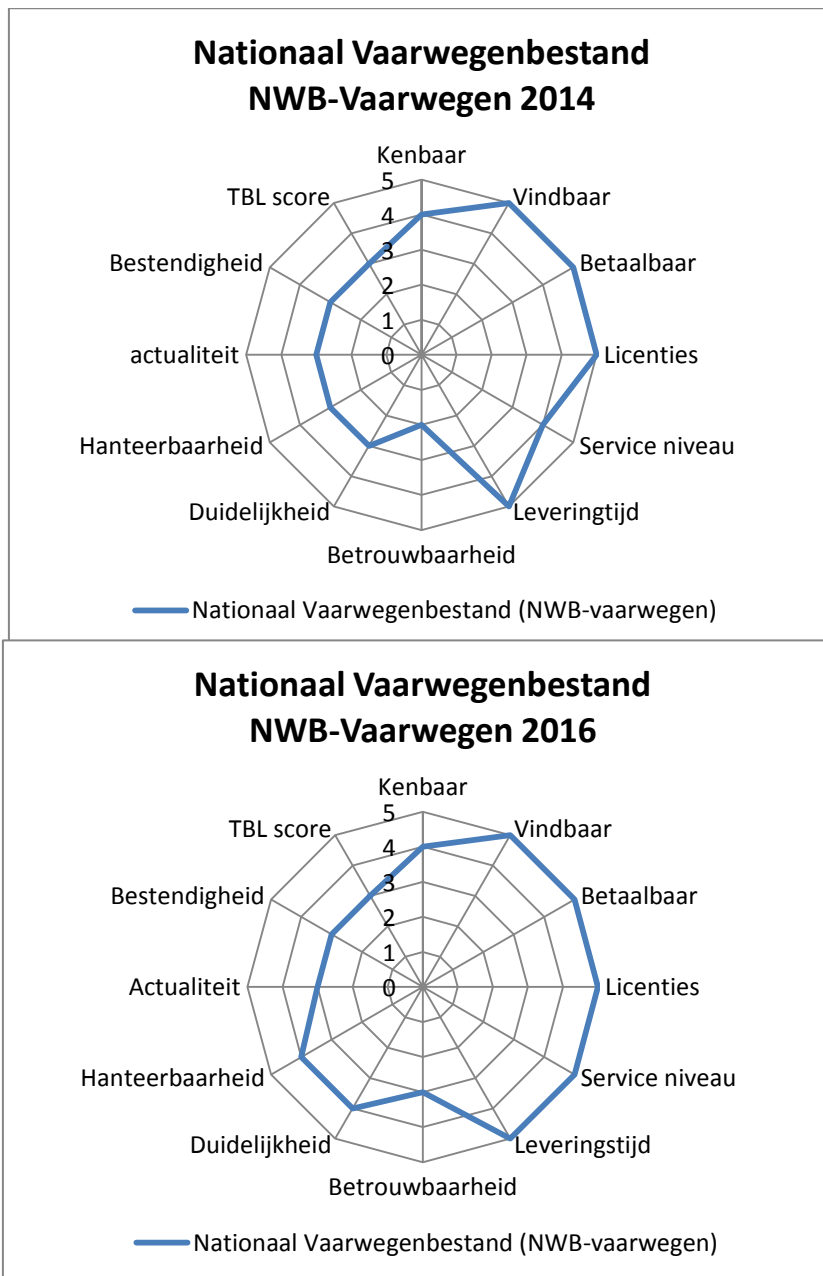 Nationaal Vaarwegenbestand
NWB-Vaarwegen 2014
Kenbaar
5
TBL score
Vindbaar
4
3
Bestendigheid
Betaalbaar
2
1
actualiteit
0
Licenties
Hanteerbaarheid
Service niveau
Duidelijkheid
Leveringtijd
Betrouwbaarheid
Nationaal Vaarwegenbestand (NWB-vaarwegen)
Nationaal Vaarwegenbestand
NWB-Vaarwegen 2016
Kenbaar
5
TBL score
Vindbaar
4
3
Bestendigheid
Betaalbaar
2
1
Actualiteit
0
Licenties
Hanteerbaarheid
Service niveau
Duidelijkheid
Leveringstijd
Betrouwbaarheid
Nationaal Vaarwegenbestand (NWB-vaarwegen)